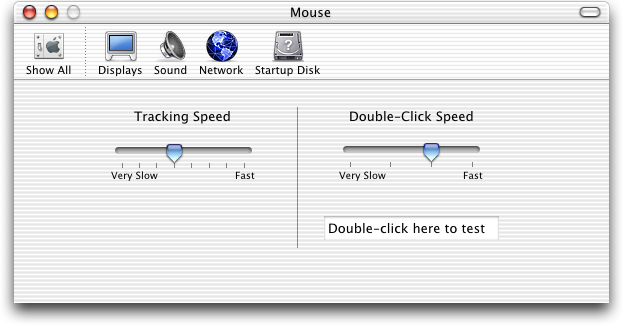 Mouse
Show All
Displays
Sound
Network
Startup Disk
Tracking Speed
Very Slow
Fast
Double-Click Speed
Very Slow
Fast
Double-click here to test